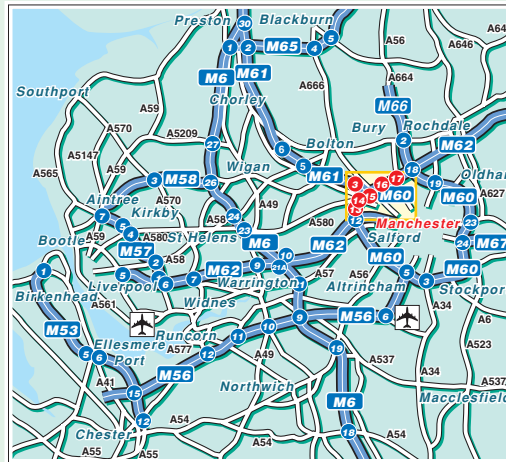 Preston 30 Blackburn
1 2 M65 4 5 A56 A646 A64
M6 M61 A666 A664
Southport Chorley M66
A59 Bury Rochdale
A570 A5209 27 6 Bolton 2 M62
A565 A5147 A59 Wigan 5 M61 18 Oldha
3 M58 26 3 16 17 19 M60
Aintree A570 A49 14 15 M60 A627
7 Kirkby A58 24 A580 13 Manchester 23
5 A580 23 12
Bootle A59 4 St Helens M6 M62 Salford 24 M67
M57 2 A58 10 M60
1 5 M62 9 21A A57 A56 5 M60
Liverpool 6 7 Warrington Altrincham 3
Birkenhead A561 Widnes 9 M56 6 A34 Stockpor
M53 Runcorn 11 10 A6
Ellesmere A577 12 19 A537 A523
5 6 Port M56 A49 A34
A41 15 Northwich M6 A537
Macclesfield
12 A54
Chester A54 18 A54
A55 A55